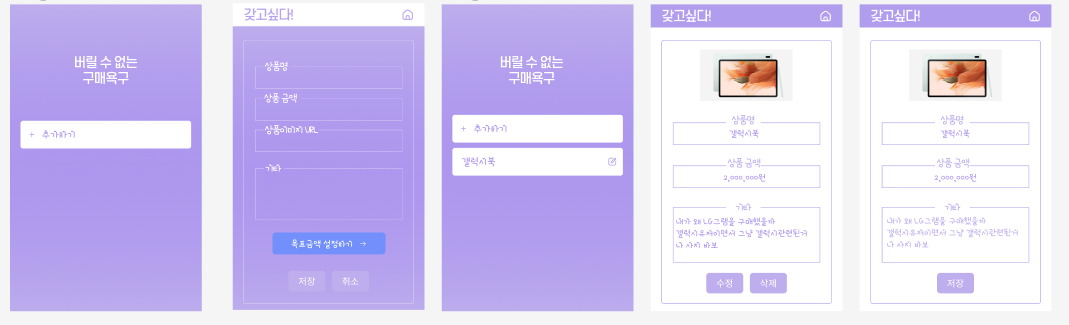 버릴 수 없는
구매욕구
+ 추가하기
갖고싶다!
상품명
상품 금액
상품이미지 URL
기타
목표금액 설정하기 →
저장
취소
버릴 수 없는
구매욕구
+ 추가하기
갤럭시북
갖고싶다!
상품명
갤럭시북
상품 금액
2,000,000원
기타
내가 왜 LG그램을 구매했을까
갤럭시유저이면서 그냥 갤럭시관련된거
나 사지 바보
수정
삭제
갖고싶다!
상품명
갤럭시북
상품 금액
2,000,000원
기타
내가 왜 LG그램을 구매했을까
갤럭시유저이면서 그냥 갤럭시관련된거
나 사지 바보
저장